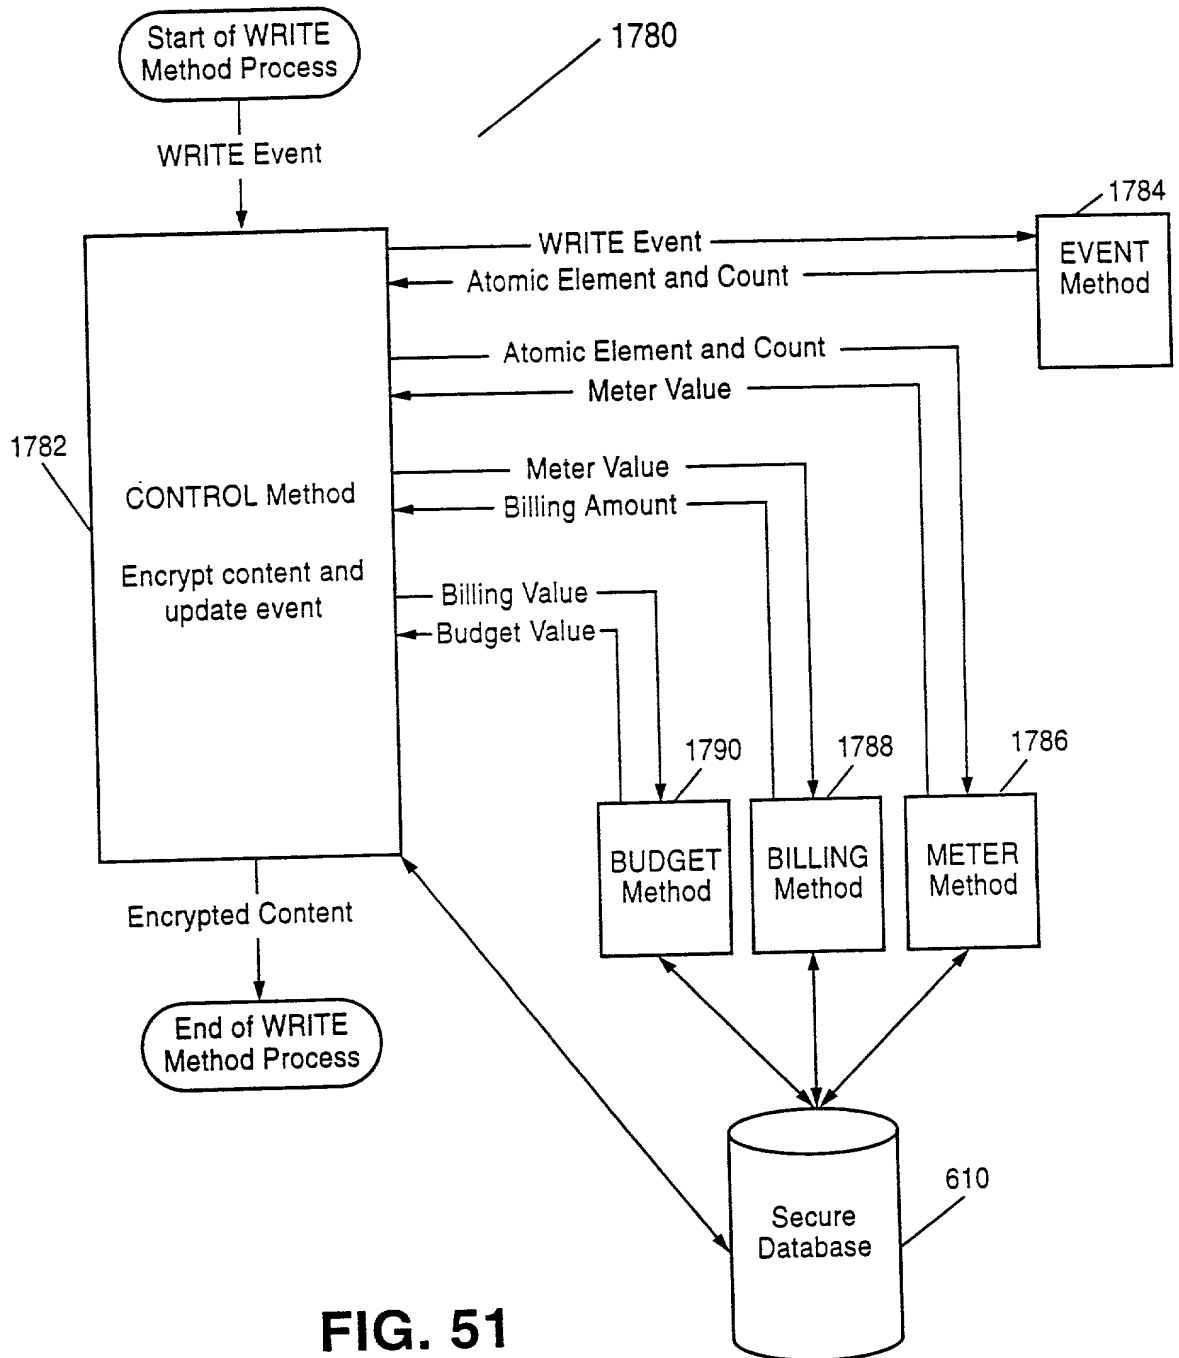 Start of WRITE
Method Process
1780
WRITE Event
1784
WRITE Event
EVENT
Method
Atomic Element and Count
Atomic Element and Count
Meter Value
1782
Meter Value
CONTROL Method
Billing Amount
Encrypt content and
update event
Billing Value
Budget Value
1790
1788
1786
BUDGET
Method
BILLING
Method
METER
Method
Encrypted Content
End of WRITE
Method Process
Secure
Database
610
FIG. 51